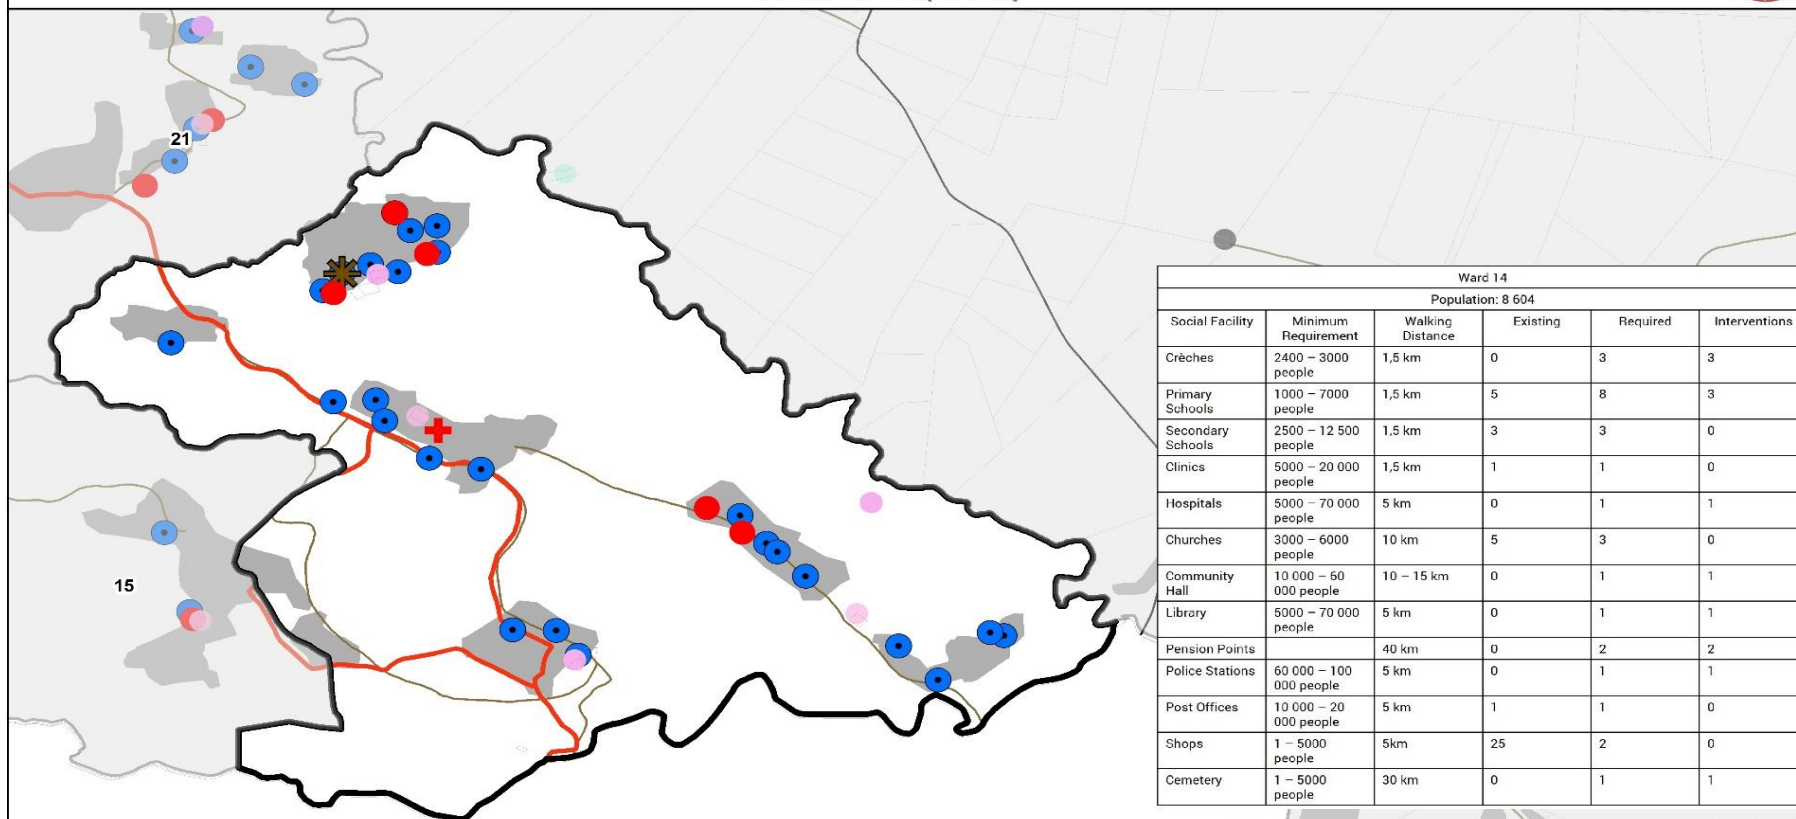 21
15
Ward 14
Population: 8 604
Social Facility Minimum Requirement Walking Distance Existing Required Interventions
Crèches 2400 – 3000 people 1,5 km 0 3 3
Primary Schools 1000 – 7000 people 1,5 km 5 8 3
Secondary Schools 2500 – 12 500 people 1,5 km 3 3 0
Clinics 5000 – 20 000 people 1,5 km 1 1 0
Hospitals 5000 – 70 000 people 5 km 0 1 1
Churches 3000 – 6000 people 10 km 5 3 0
Community Hall 10 000 – 60 000 people 10 – 15 km 0 1 1
Library 5000 – 70 000 people 5 km 0 1 1
Pension Points 40 km 0 2 2
Police Stations 60 000 – 100 000 people 5 km 0 1 1
Post Offices 10 000 – 20 000 people 5 km 1 1 0
Shops 1 – 5000 people 5km 25 2 0
Cemetery 1 – 5000 people 30 km 0 1 1